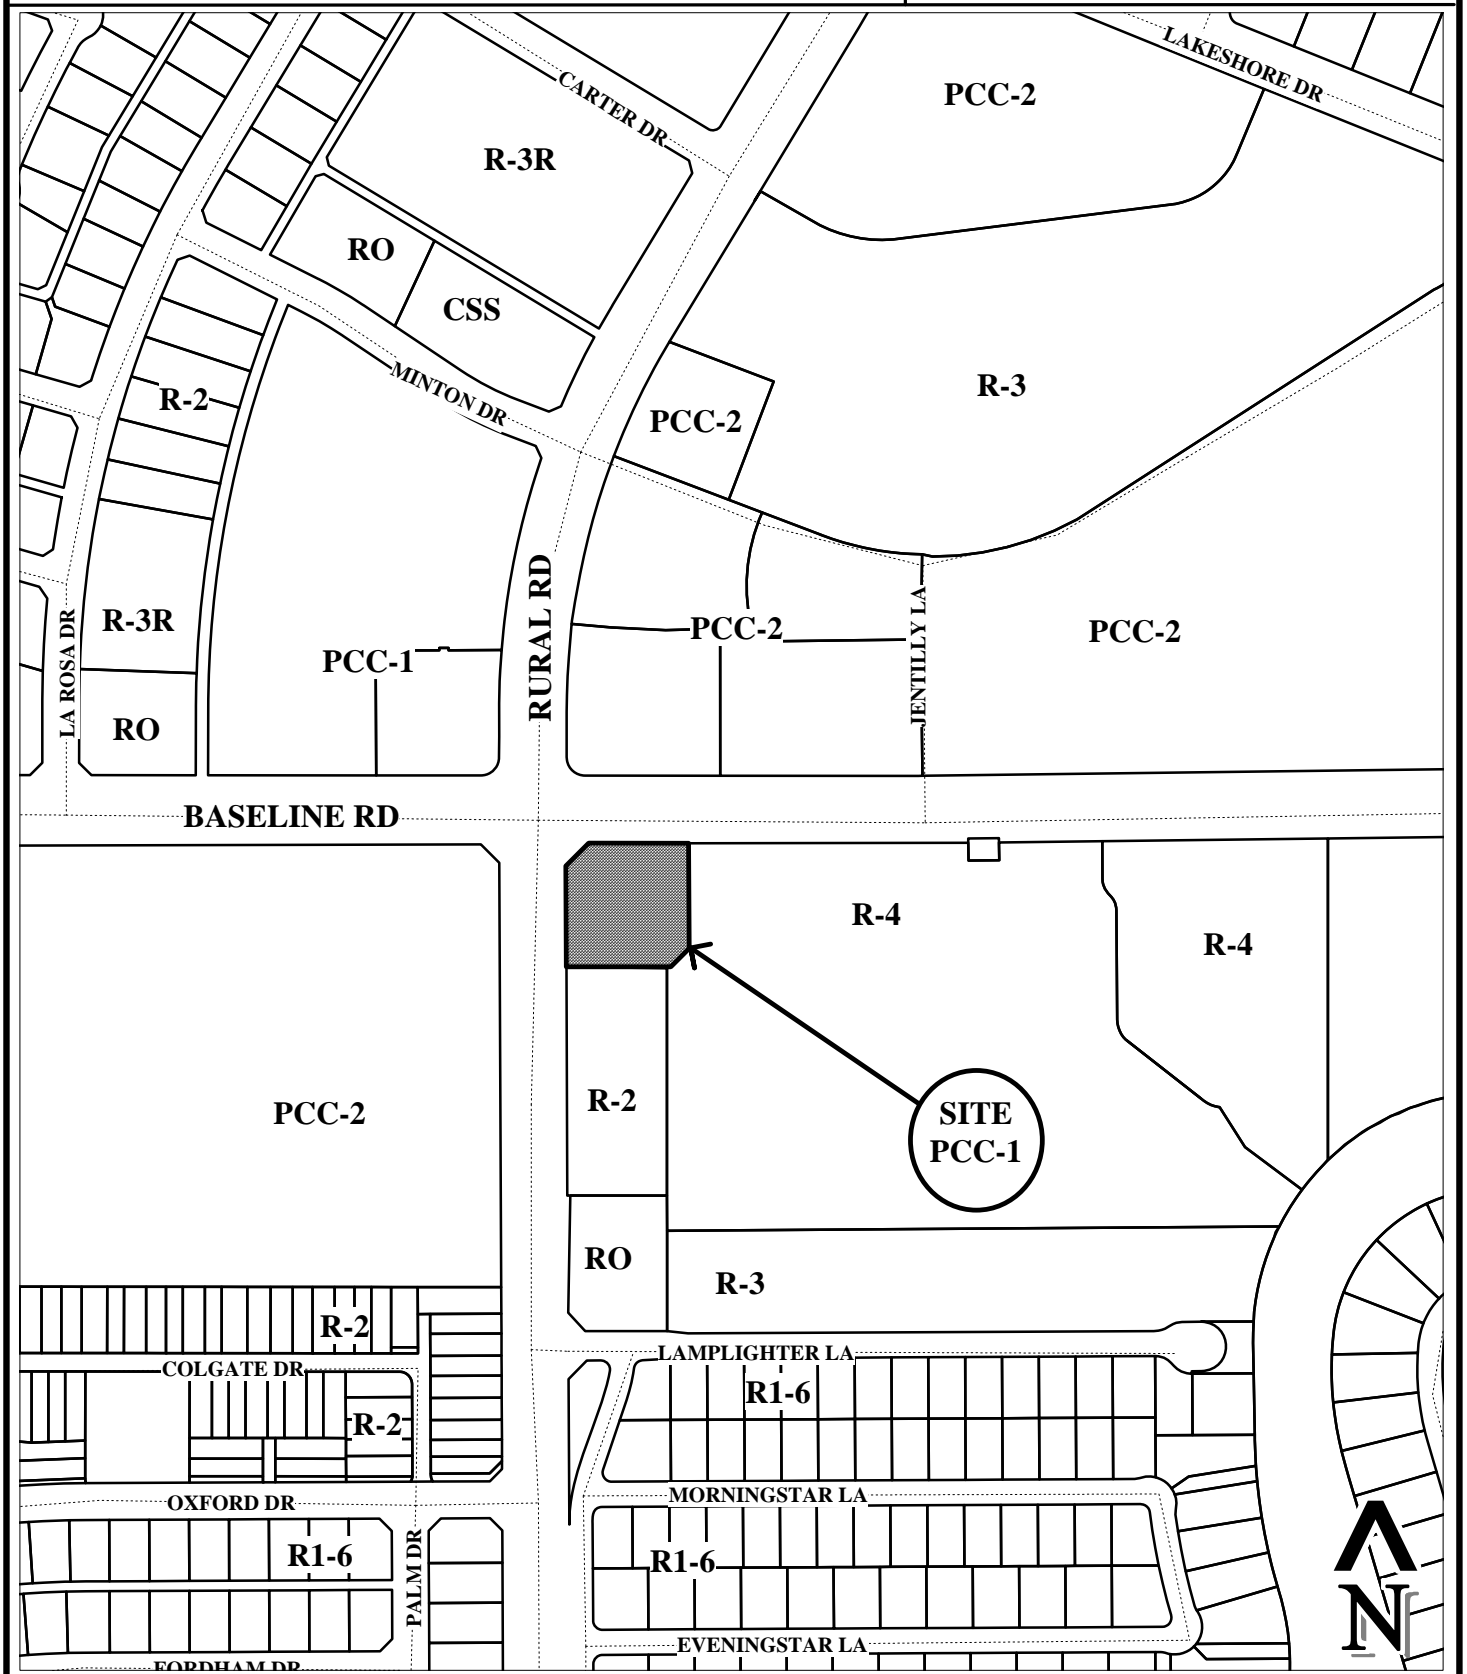 LAKESHORE DR
PCC-2
CARTER DR
R-3R
RO
CSS
MINTON DR
R-2
R-3
PCC-2
RURAL RD
JENTILLY LA
LA ROSA DR
R-3R
PCC-2
PCC-2
PCC-1
RO
BASELINE RD
R-4
R-4
R-2
PCC-2
SITE
PCC-1
RO
R-3
R-2
LAMPLIGHTER LA
COLGATE DR
R1-6
R-2
MORNINGSTAR LA
OXFORD DR
PALM DR
R1-6
R1-6
EVENINGSTAR LA
FORDHAM DR
N